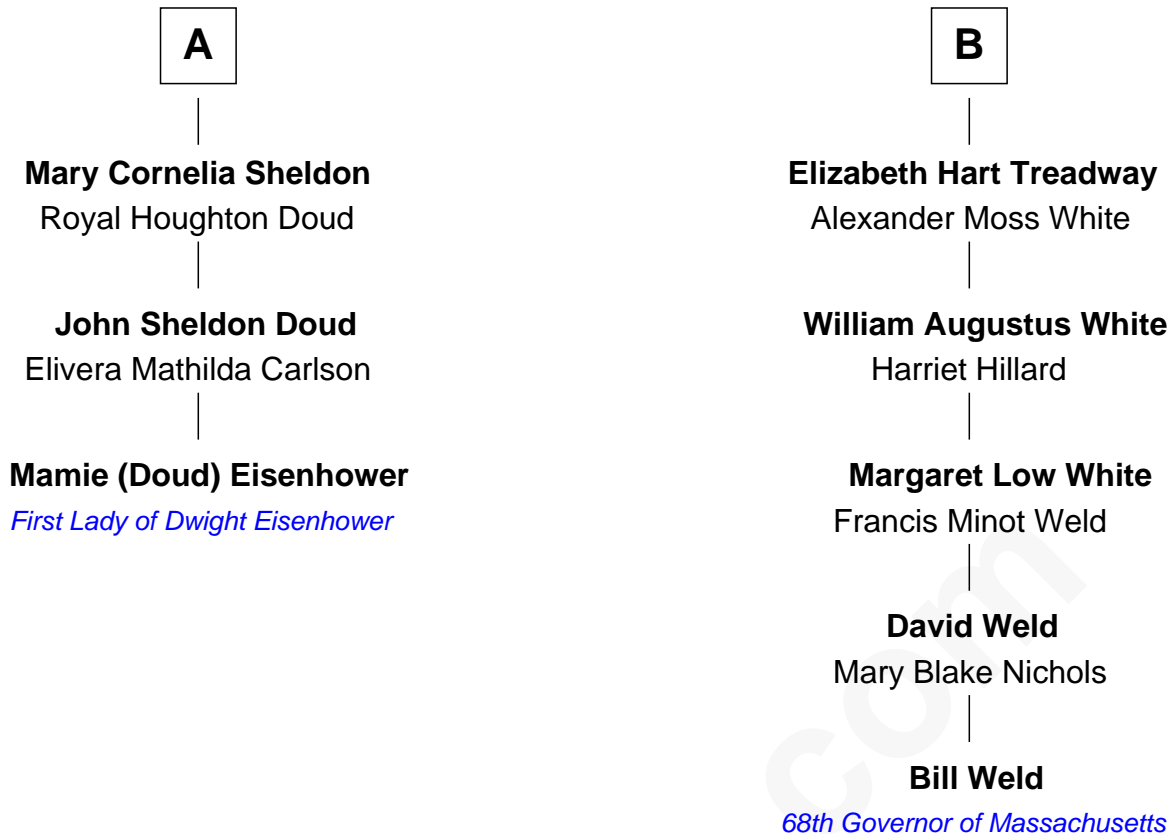 A
Mary Cornelia Sheldon
Royal Houghton Doud
John Sheldon Doud
Elivera Mathilda Carlson
Mamie (Doud) Eisenhower
First Lady of Dwight Eisenhower
B
Elizabeth Hart Treadway
Alexander Moss White
William Augustus White
Harriet Hillard
Margaret Low White
Francis Minot Weld
David Weld
Mary Blake Nichols
Bill Weld
68th Governor of Massachusetts
com